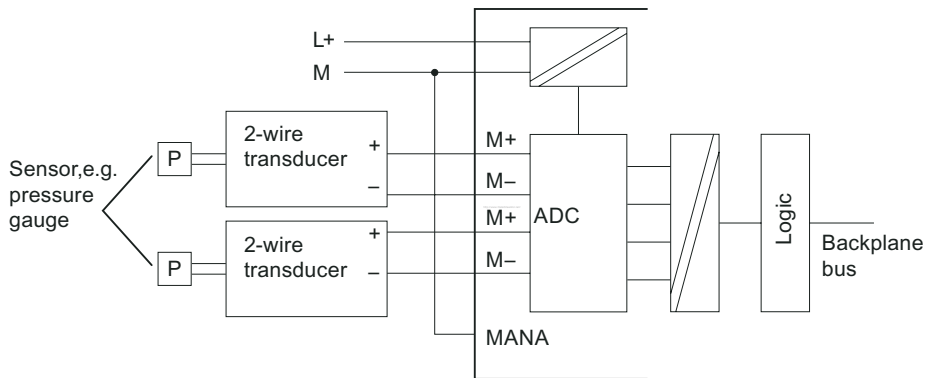 L+
M
2-wire
transducer
+
–
P
Sensor,e.g.
pressure
gauge
2-wire
transducer
+
–
P
M+
M–
M+
M–
ADC
MANA
Logic
Backplane
bus